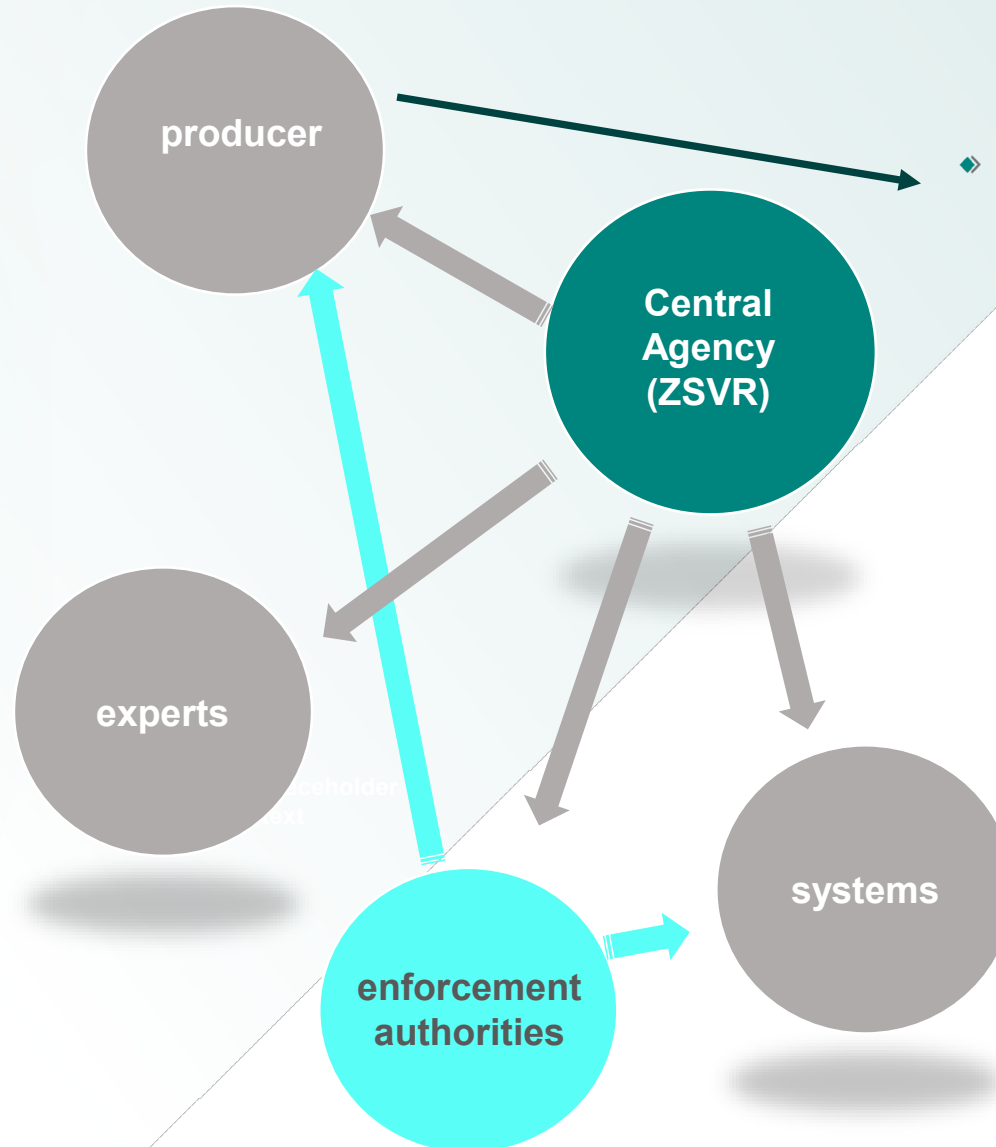 producer
Central
Agency
(ZSVR)
experts
systems
enforcement
authorities